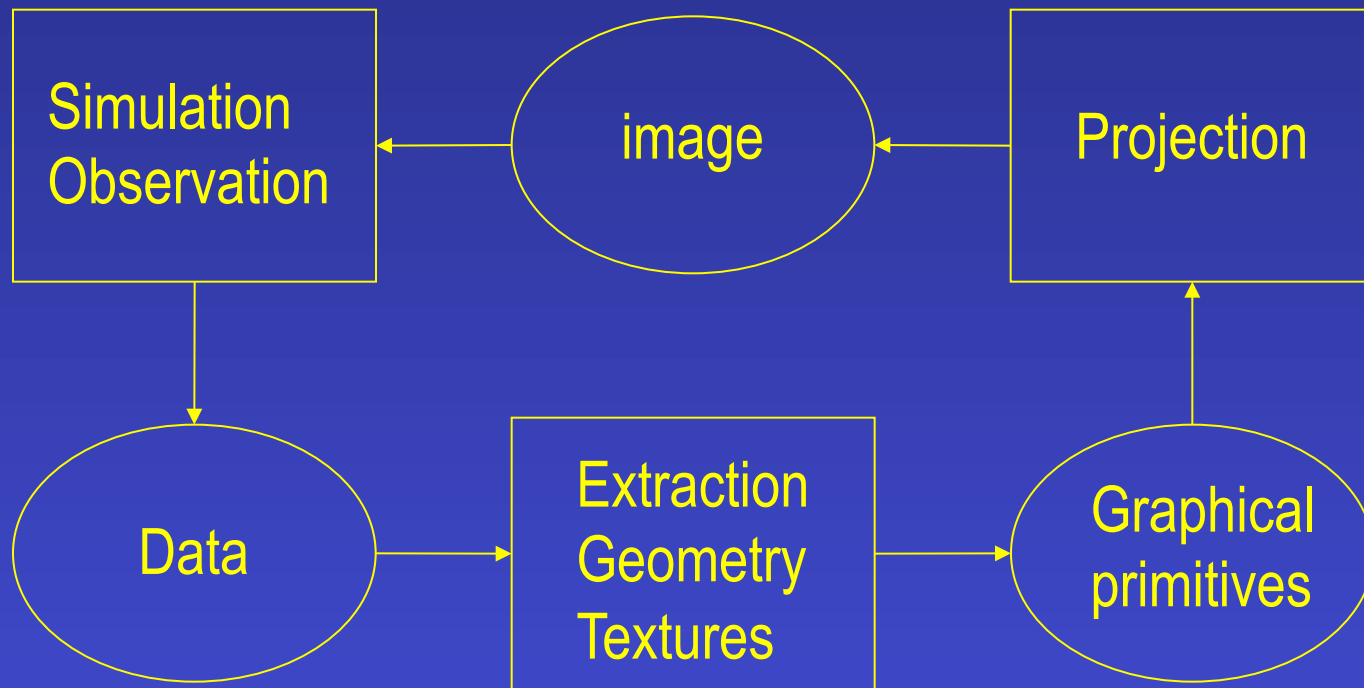 Simulation
Observation
image
Projection
Data
Extraction
Geometry
Textures
Graphical
primitives